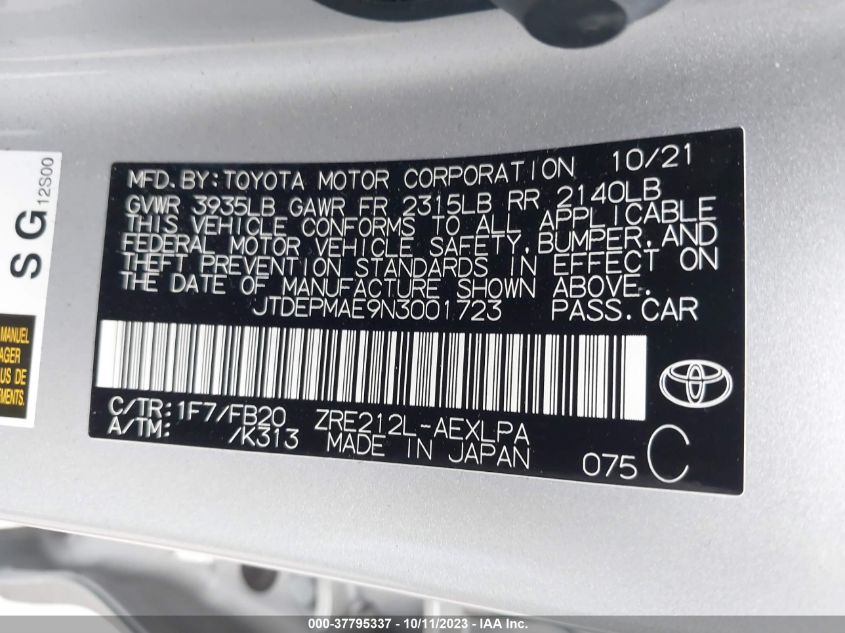 MFD.BY:TOYOTA MOTOR CORPORATION 10/21
GVWR 3935LB GAWR FR 2315LB RR 2140LB
THIS VEHICLE CONFORMS TO ALL APPLICABLE
FEDERAL MOTOR VEHICLE SAFETY,BUMPER,AND
THEFT PREVENTION STANDARDS IN EFFECT ON
THE DATE OF MANUFACTURE SHOWN ABOVE.
JTDEPMAE9N3001723 PASS.CAR
C/TR:1F7/FB20 ZRE212L-AEXLPA
A/TM: /K313 MADE IN JAPAN 075 C
SG
12S00
MANUEL
AGER
US DE
EMENTS.
000-37795337 - 10/11/2023 - IAA Inc.